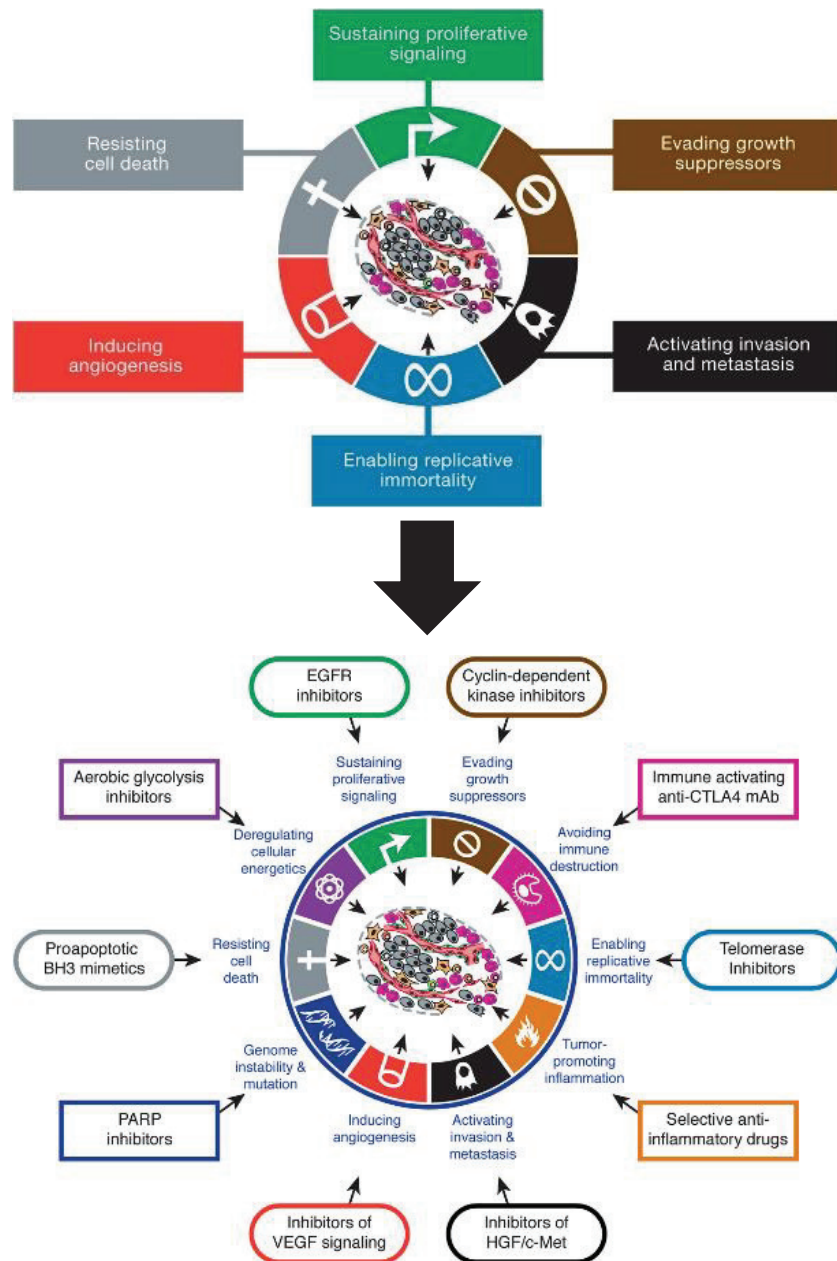 Sustaining proliferative
signaling
Resisting
cell death
Evading growth
suppressors
Inducing
angiogenesis
Activating invasion
and metastasis
Enabling replicative
immortality
EGFR
inhibitors
Cyclin-dependent
kinase inhibitors
Sustaining
proliferative
signaling
Evading
growth
suppressors
Aerobic glycolysis
inhibitors
Immune activating
anti-CTLA4 mAb
Deregulating
cellular
energetics
Avoiding
immune
destruction
Proapoptotic
BH3 mimetics
Resisting
cell
death
Enabling
replicative
immortality
Telomerase
Inhibitors
Genome
instability &
mutation
Tumor-
promoting
inflammation
PARP
inhibitors
Inducing
angiogenesis
Activating
invasion &
metastasis
Selective anti-
inflammatory drugs
Inhibitors of
VEGF signaling
Inhibitors of
HGF/c-Met